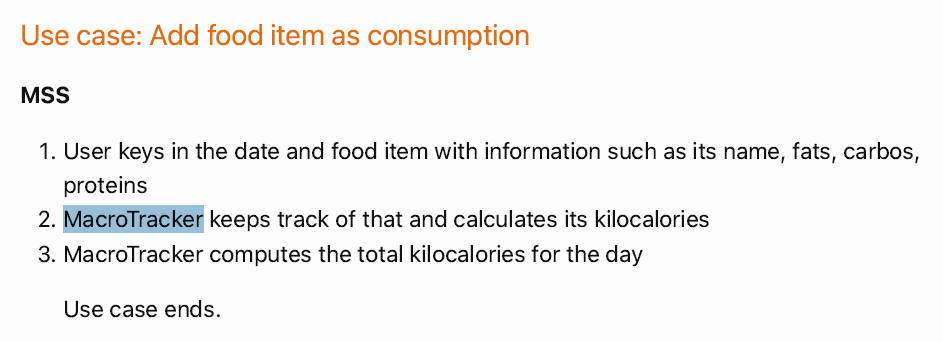 Use case: Add food item as consumption
MSS
1. User keys in the date and food item with information such as its name, fats, carbos,
proteins
2. MacroTracker keeps track of that and calculates its kilocalories
3. MacroTracker computes the total kilocalories for the day
Use case ends.